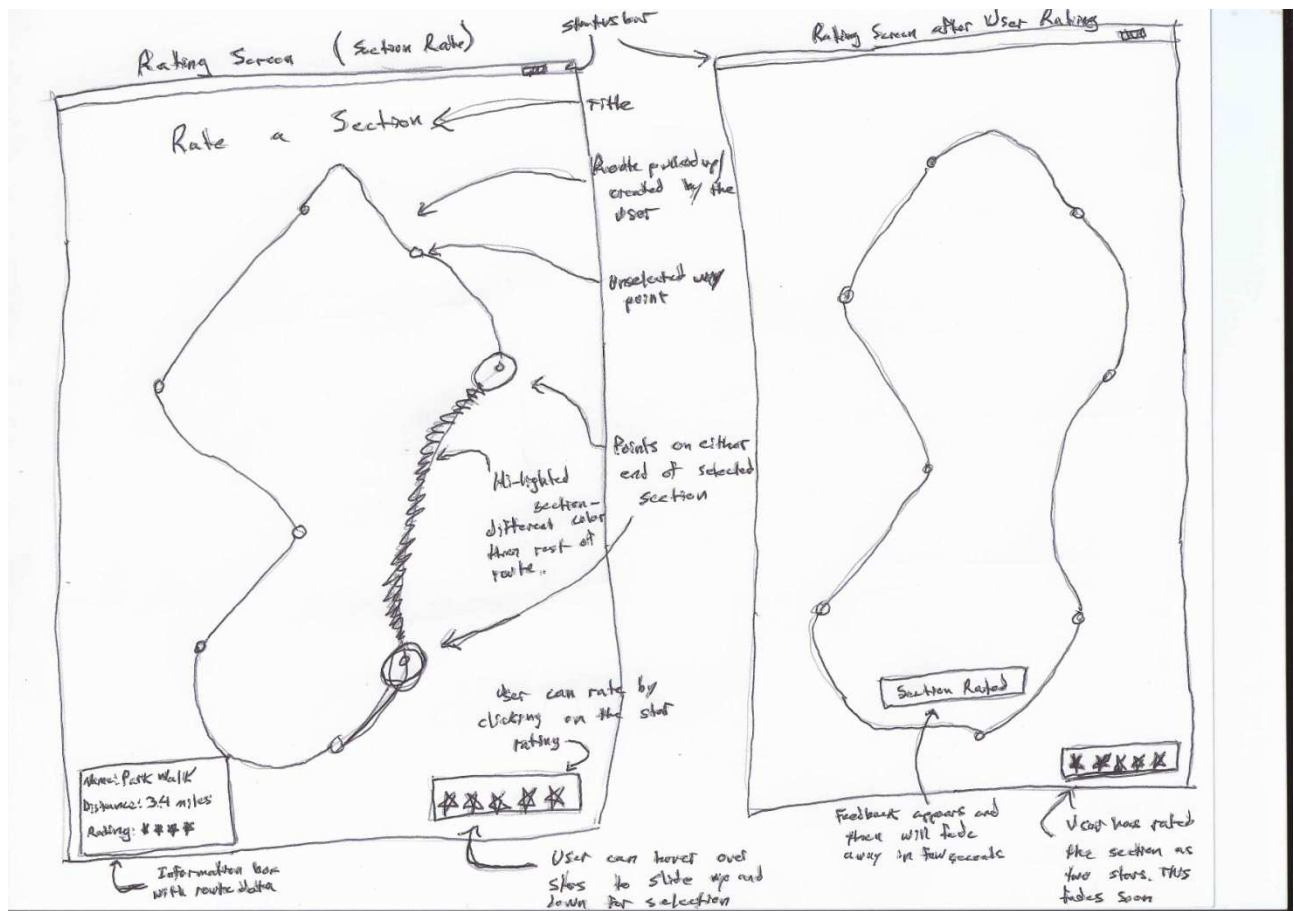 Rating Screen (Section Rate)
Status bar
Rating Screen after User Rating
Title
Rate a Section
Route pulled up/
created by the
User
Unselected way
point
Points on either
end of selected
section
Hi-lighted
section-
different color
then rest of
route..
User can rate by
clicking on the star
rating
Name: Park Walk
Distance: 3.4 miles
Rating: ★★★★
Information box
with route data
User can hover over
stars to slide up and
down for selection
Section Rated
Feedback appears and
then will fade
away in few seconds
User has rated
the section as
two stars. This
fades soon